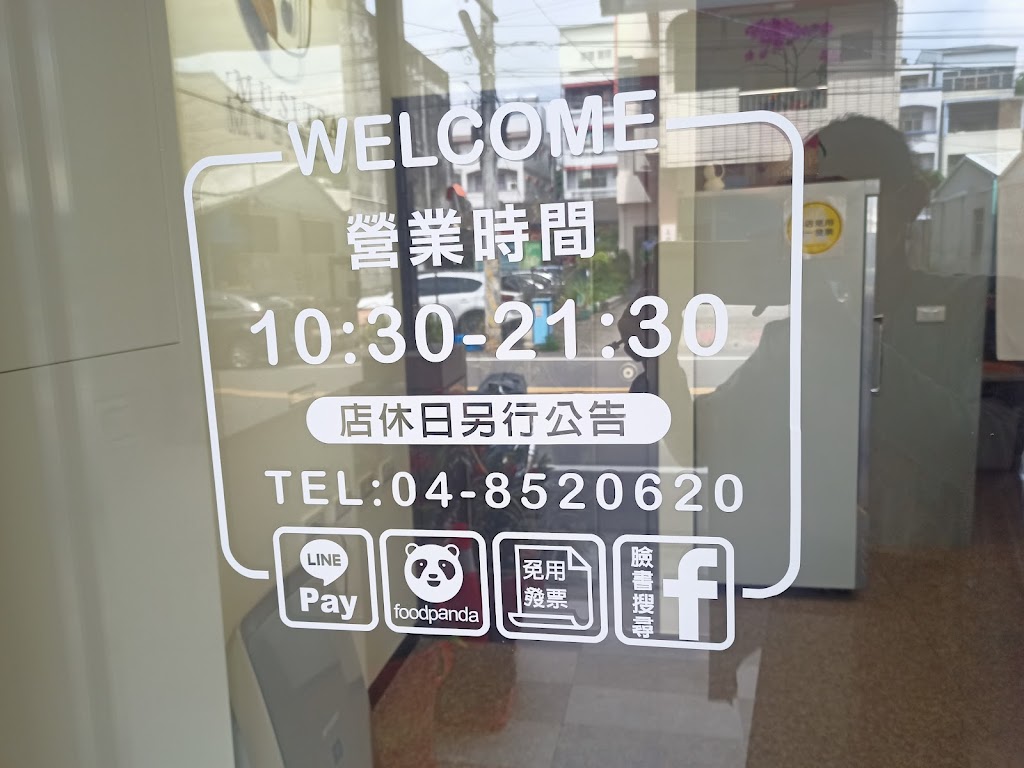 WELCOME
營業時間
10:30-21:30
店休日另行公告
TEL:04-8520620
LINE
Pay
foodpanda
免用
發票
臉書搜尋
f